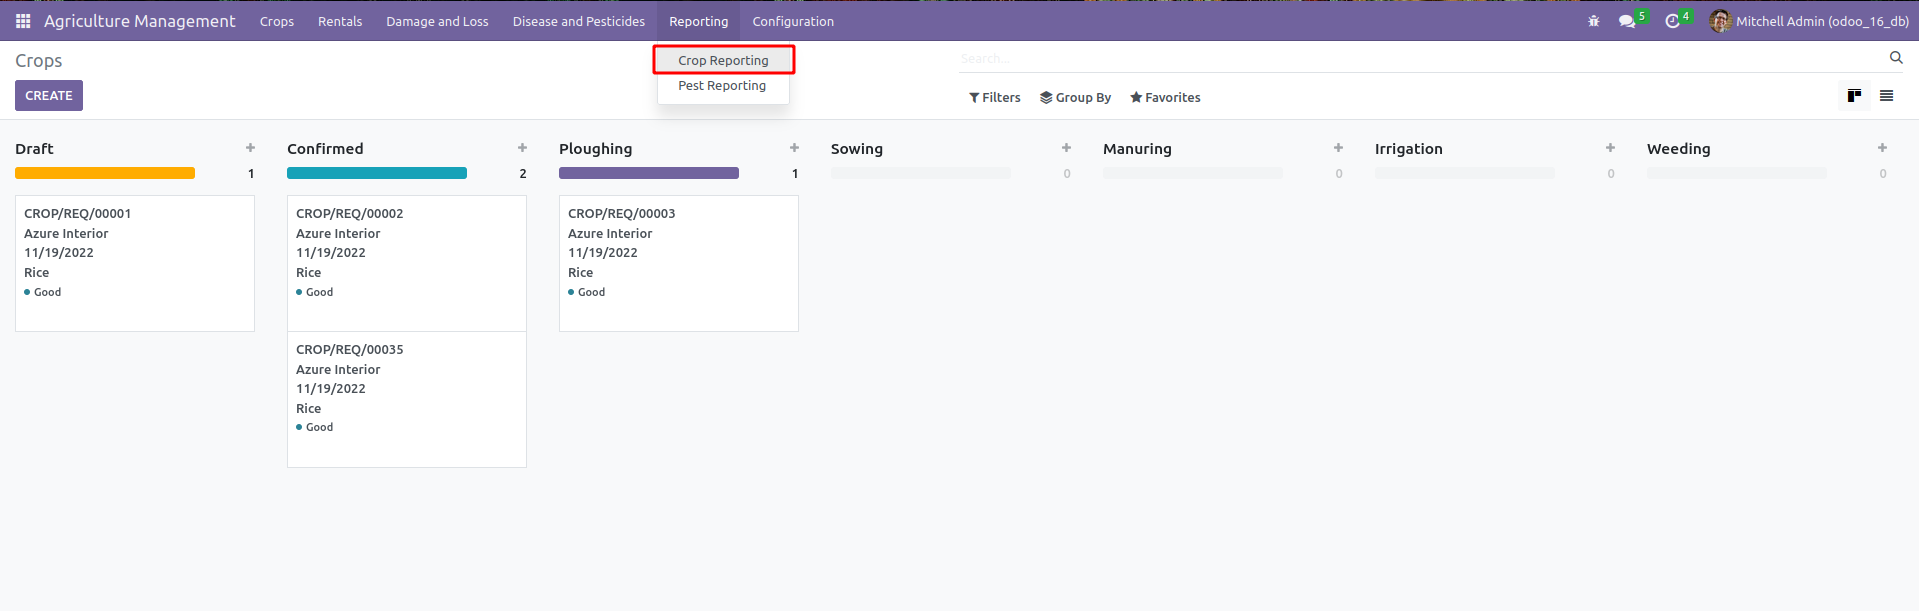 Agriculture Management Crops Rentals Damage and Loss Disease and Pesticides Reporting Configuration 5 4 Mitchell Admin (odoo_16_db)
Crops
Crop Reporting
Pest Reporting
Search...
CREATE
Filters Group By Favorites
Draft
1
CROP/REQ/00001
Azure Interior
11/19/2022
Rice
Good
Confirmed
2
CROP/REQ/00002
Azure Interior
11/19/2022
Rice
Good
CROP/REQ/00035
Azure Interior
11/19/2022
Rice
Good
Ploughing
1
CROP/REQ/00003
Azure Interior
11/19/2022
Rice
Good
Sowing
0
Manuring
0
Irrigation
0
Weeding
0